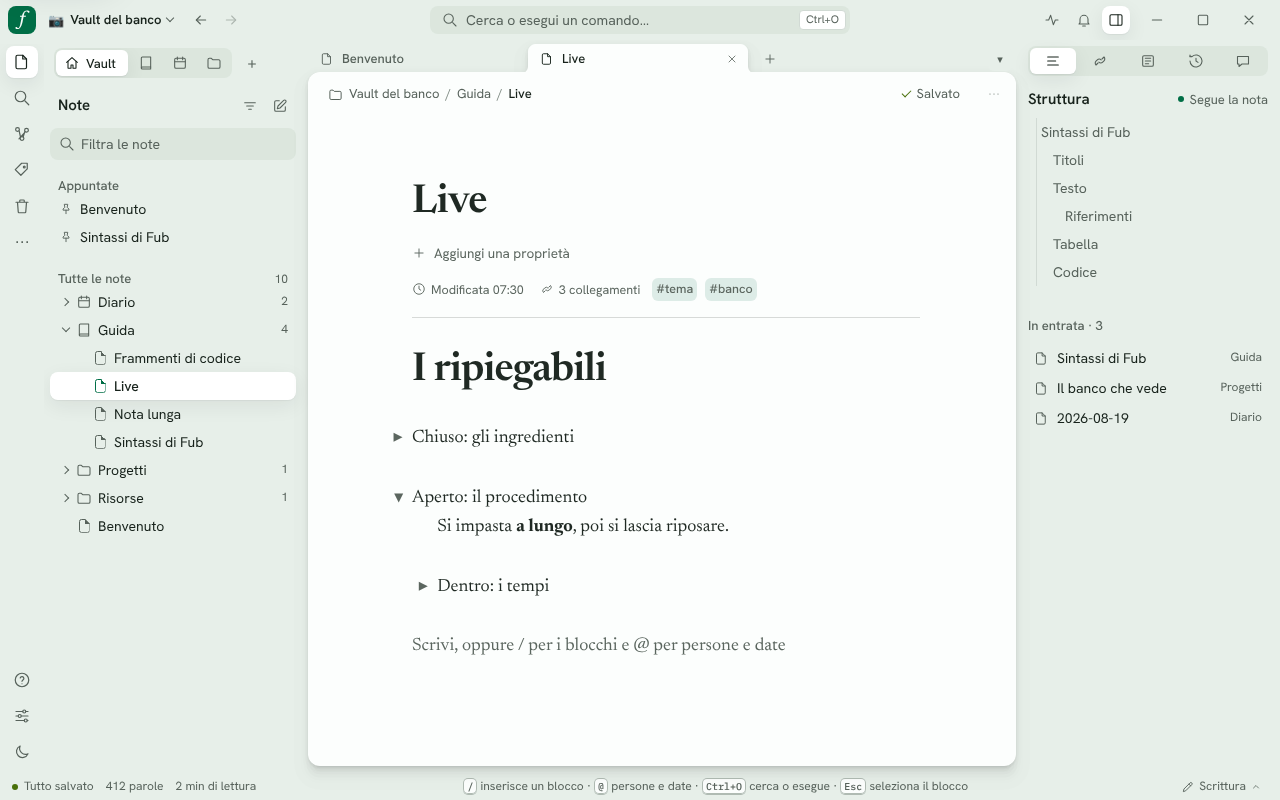 f
Vault del banco
Cerca o esegui un comando…
Ctrl+O
Vault
Benvenuto
Live
Note
Filtra le note
Appuntate
Benvenuto
Sintassi di Fub
Tutte le note 10
Diario 2
Guida 4
Frammenti di codice
Live
Nota lunga
Sintassi di Fub
Progetti 1
Risorse 1
Benvenuto
Vault del banco / Guida / Live
Salvato
Live
Aggiungi una proprietà
Modificata 07:30 3 collegamenti #tema #banco
I ripiegabili
Chiuso: gli ingredienti
Aperto: il procedimento
Si impasta a lungo, poi si lascia riposare.
Dentro: i tempi
Scrivi, oppure / per i blocchi e @ per persone e date
Struttura
Segue la nota
Sintassi di Fub
Titoli
Testo
Riferimenti
Tabella
Codice
In entrata · 3
Sintassi di Fub Guida
Il banco che vede Progetti
2026-08-19 Diario
Tutto salvato 412 parole 2 min di lettura
/ inserisce un blocco · @ persone e date · Ctrl+O cerca o esegue · Esc seleziona il blocco
Scrittura